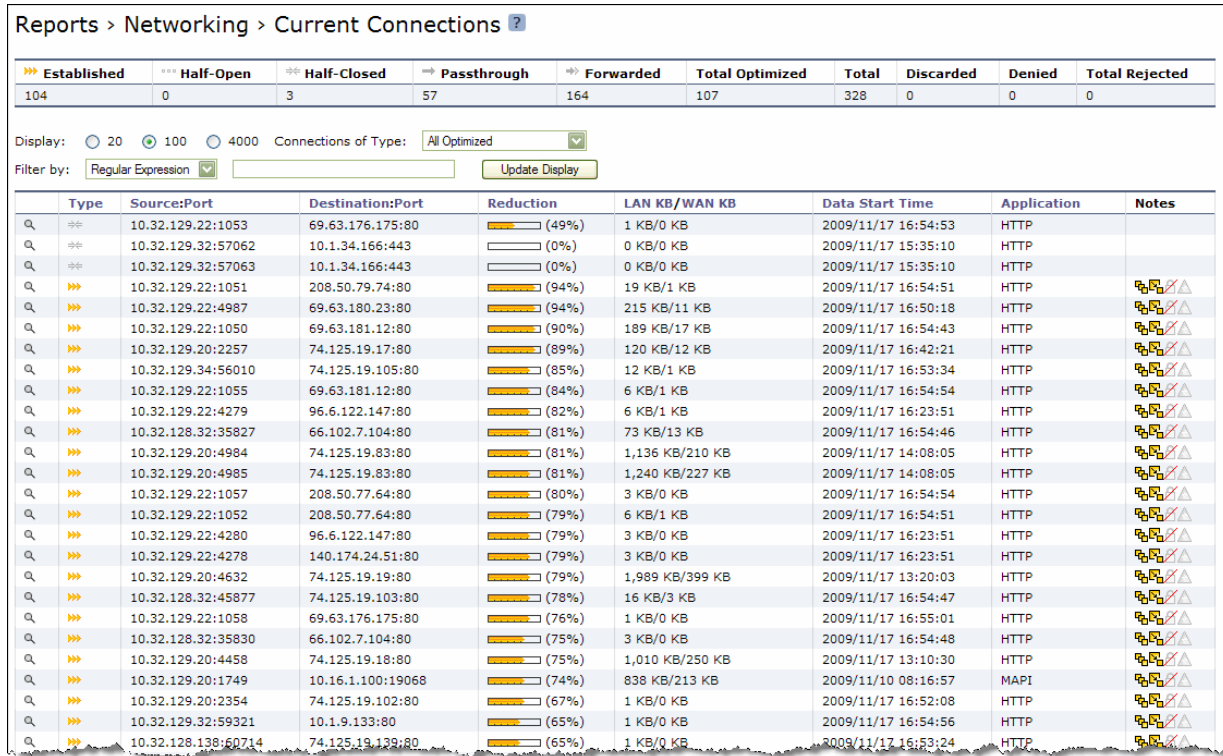 Reports › Networking › Current Connections ?
Established Half-Open Half-Closed Passthrough Forwarded Total Optimized Total Discarded Denied Total Rejected
104 0 3 57 164 107 328 0 0 0
Display: 20 100 4000 Connections of Type: All Optimized
Filter by: Regular Expression Update Display
Type Source:Port Destination:Port Reduction LAN KB/WAN KB Data Start Time Application Notes
10.32.129.22:1053 69.63.176.175:80 (49%) 1 KB/0 KB 2009/11/17 16:54:53 HTTP
10.32.129.32:57062 10.1.34.166:443 (0%) 0 KB/0 KB 2009/11/17 15:35:10 HTTP
10.32.129.32:57063 10.1.34.166:443 (0%) 0 KB/0 KB 2009/11/17 15:35:10 HTTP
10.32.129.22:1051 208.50.79.74:80 (94%) 19 KB/1 KB 2009/11/17 16:54:51 HTTP
10.32.129.22:4987 69.63.180.23:80 (94%) 215 KB/11 KB 2009/11/17 16:50:18 HTTP
10.32.129.22:1050 69.63.181.12:80 (90%) 189 KB/17 KB 2009/11/17 16:54:43 HTTP
10.32.129.20:2257 74.125.19.17:80 (89%) 120 KB/12 KB 2009/11/17 16:42:21 HTTP
10.32.129.34:56010 74.125.19.105:80 (85%) 12 KB/1 KB 2009/11/17 16:53:34 HTTP
10.32.129.22:1055 69.63.181.12:80 (84%) 6 KB/1 KB 2009/11/17 16:54:54 HTTP
10.32.129.22:4279 96.6.122.147:80 (82%) 6 KB/1 KB 2009/11/17 16:23:51 HTTP
10.32.128.32:35827 66.102.7.104:80 (81%) 73 KB/13 KB 2009/11/17 16:54:46 HTTP
10.32.129.20:4984 74.125.19.83:80 (81%) 1,136 KB/210 KB 2009/11/17 14:08:05 HTTP
10.32.129.20:4985 74.125.19.83:80 (81%) 1,240 KB/227 KB 2009/11/17 14:08:05 HTTP
10.32.129.22:1057 208.50.77.64:80 (80%) 3 KB/0 KB 2009/11/17 16:54:54 HTTP
10.32.129.22:1052 208.50.77.64:80 (79%) 6 KB/1 KB 2009/11/17 16:54:51 HTTP
10.32.129.22:4280 96.6.122.147:80 (79%) 3 KB/0 KB 2009/11/17 16:23:51 HTTP
10.32.129.22:4278 140.174.24.51:80 (79%) 3 KB/0 KB 2009/11/17 16:23:51 HTTP
10.32.129.20:4632 74.125.19.19:80 (79%) 1,989 KB/399 KB 2009/11/17 13:20:03 HTTP
10.32.128.32:45877 74.125.19.103:80 (78%) 16 KB/3 KB 2009/11/17 16:54:47 HTTP
10.32.129.22:1058 69.63.176.175:80 (76%) 1 KB/0 KB 2009/11/17 16:55:01 HTTP
10.32.128.32:35830 66.102.7.104:80 (75%) 3 KB/0 KB 2009/11/17 16:54:48 HTTP
10.32.129.20:4458 74.125.19.18:80 (75%) 1,010 KB/250 KB 2009/11/17 13:10:30 HTTP
10.32.129.20:1749 10.16.1.100:19068 (74%) 838 KB/213 KB 2009/11/10 08:16:57 MAPI
10.32.129.20:2354 74.125.19.102:80 (67%) 1 KB/0 KB 2009/11/17 16:52:08 HTTP
10.32.129.32:59321 10.1.9.133:80 (65%) 1 KB/0 KB 2009/11/17 16:54:56 HTTP
10.32.128.138:60714 74.125.19.139:80 (65%) 1 KB/0 KB 2009/11/17 16:53:24 HTTP